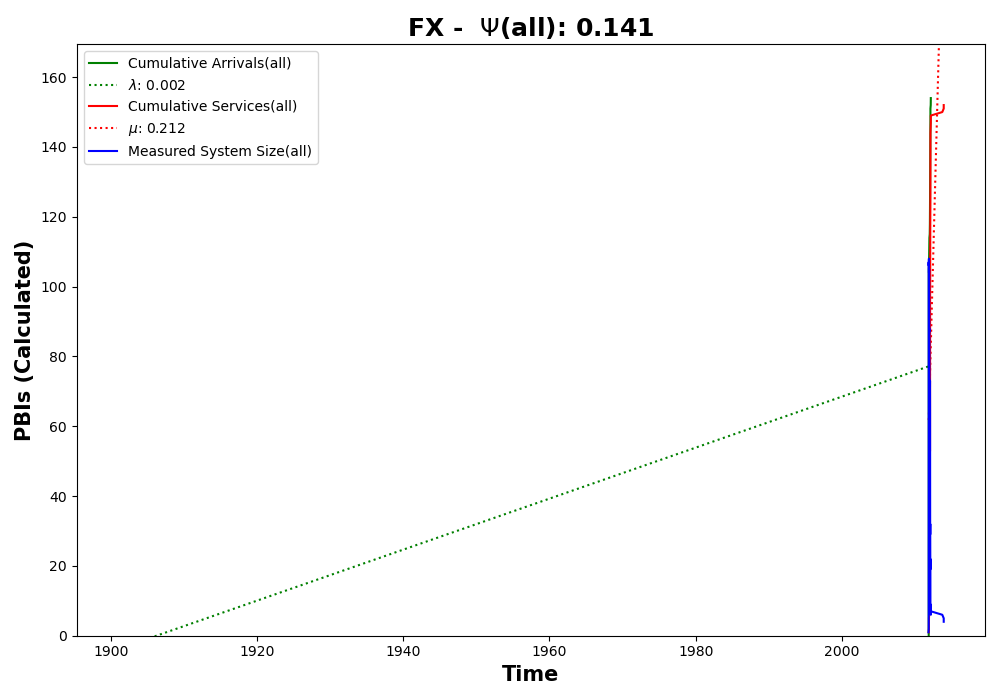 FX -  Ψ(all): 0.141
Cumulative Arrivals(all)
λ: 0.002
Cumulative Services(all)
μ: 0.212
Measured System Size(all)
PBIs (Calculated)
160
140
120
100
80
60
40
20
0
1900 1920 1940 1960 1980 2000
Time